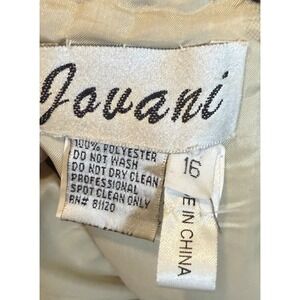 Jovani
100% POLYESTER
DO NOT WASH
DO NOT DRY CLEAN
PROFESSIONAL
SPOT CLEAN ONLY
RN# 81120
16
E IN CHINA